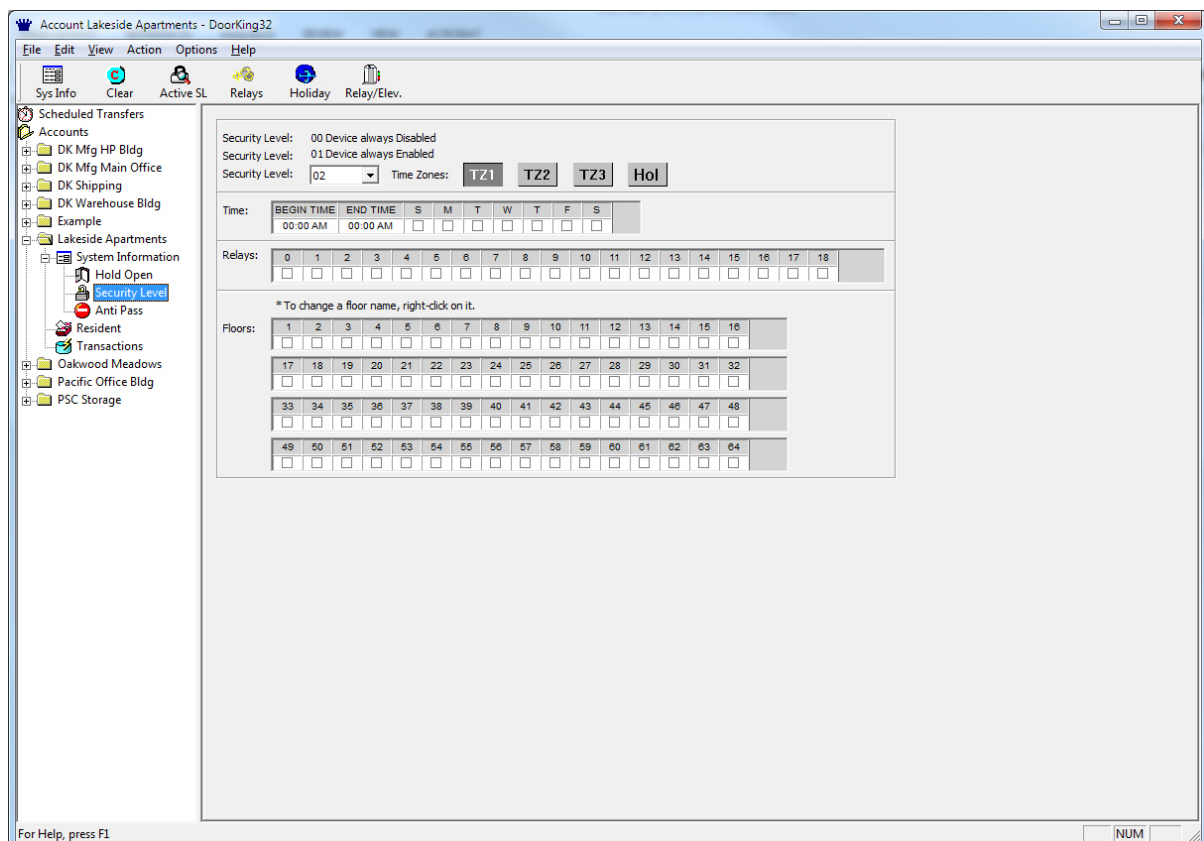 Account Lakeside Apartments - DoorKing32
File Edit View Action Options Help
Sys Info Clear Active SL Relays Holiday Relay/Elev.
Scheduled Transfers
Accounts
DK Mfg HP Bldg
DK Mfg Main Office
DK Shipping
DK Warehouse Bldg
Example
Lakeside Apartments
System Information
Hold Open
Security Level
Anti Pass
Resident
Transactions
Oakwood Meadows
Pacific Office Bldg
PSC Storage
Security Level: 00 Device always Disabled
Security Level: 01 Device always Enabled
Security Level: 02 Time Zones: TZ1 TZ2 TZ3 Hol
Time: BEGIN TIME END TIME S M T W T F S
00:00 AM 00:00 AM
Relays: 0 1 2 3 4 5 6 7 8 9 10 11 12 13 14 15 16 17 18
* To change a floor name, right-click on it.
Floors: 1 2 3 4 5 6 7 8 9 10 11 12 13 14 15 16
17 18 19 20 21 22 23 24 25 26 27 28 29 30 31 32
33 34 35 36 37 38 39 40 41 42 43 44 45 46 47 48
49 50 51 52 53 54 55 56 57 58 59 60 61 62 63 64
For Help, press F1
NUM